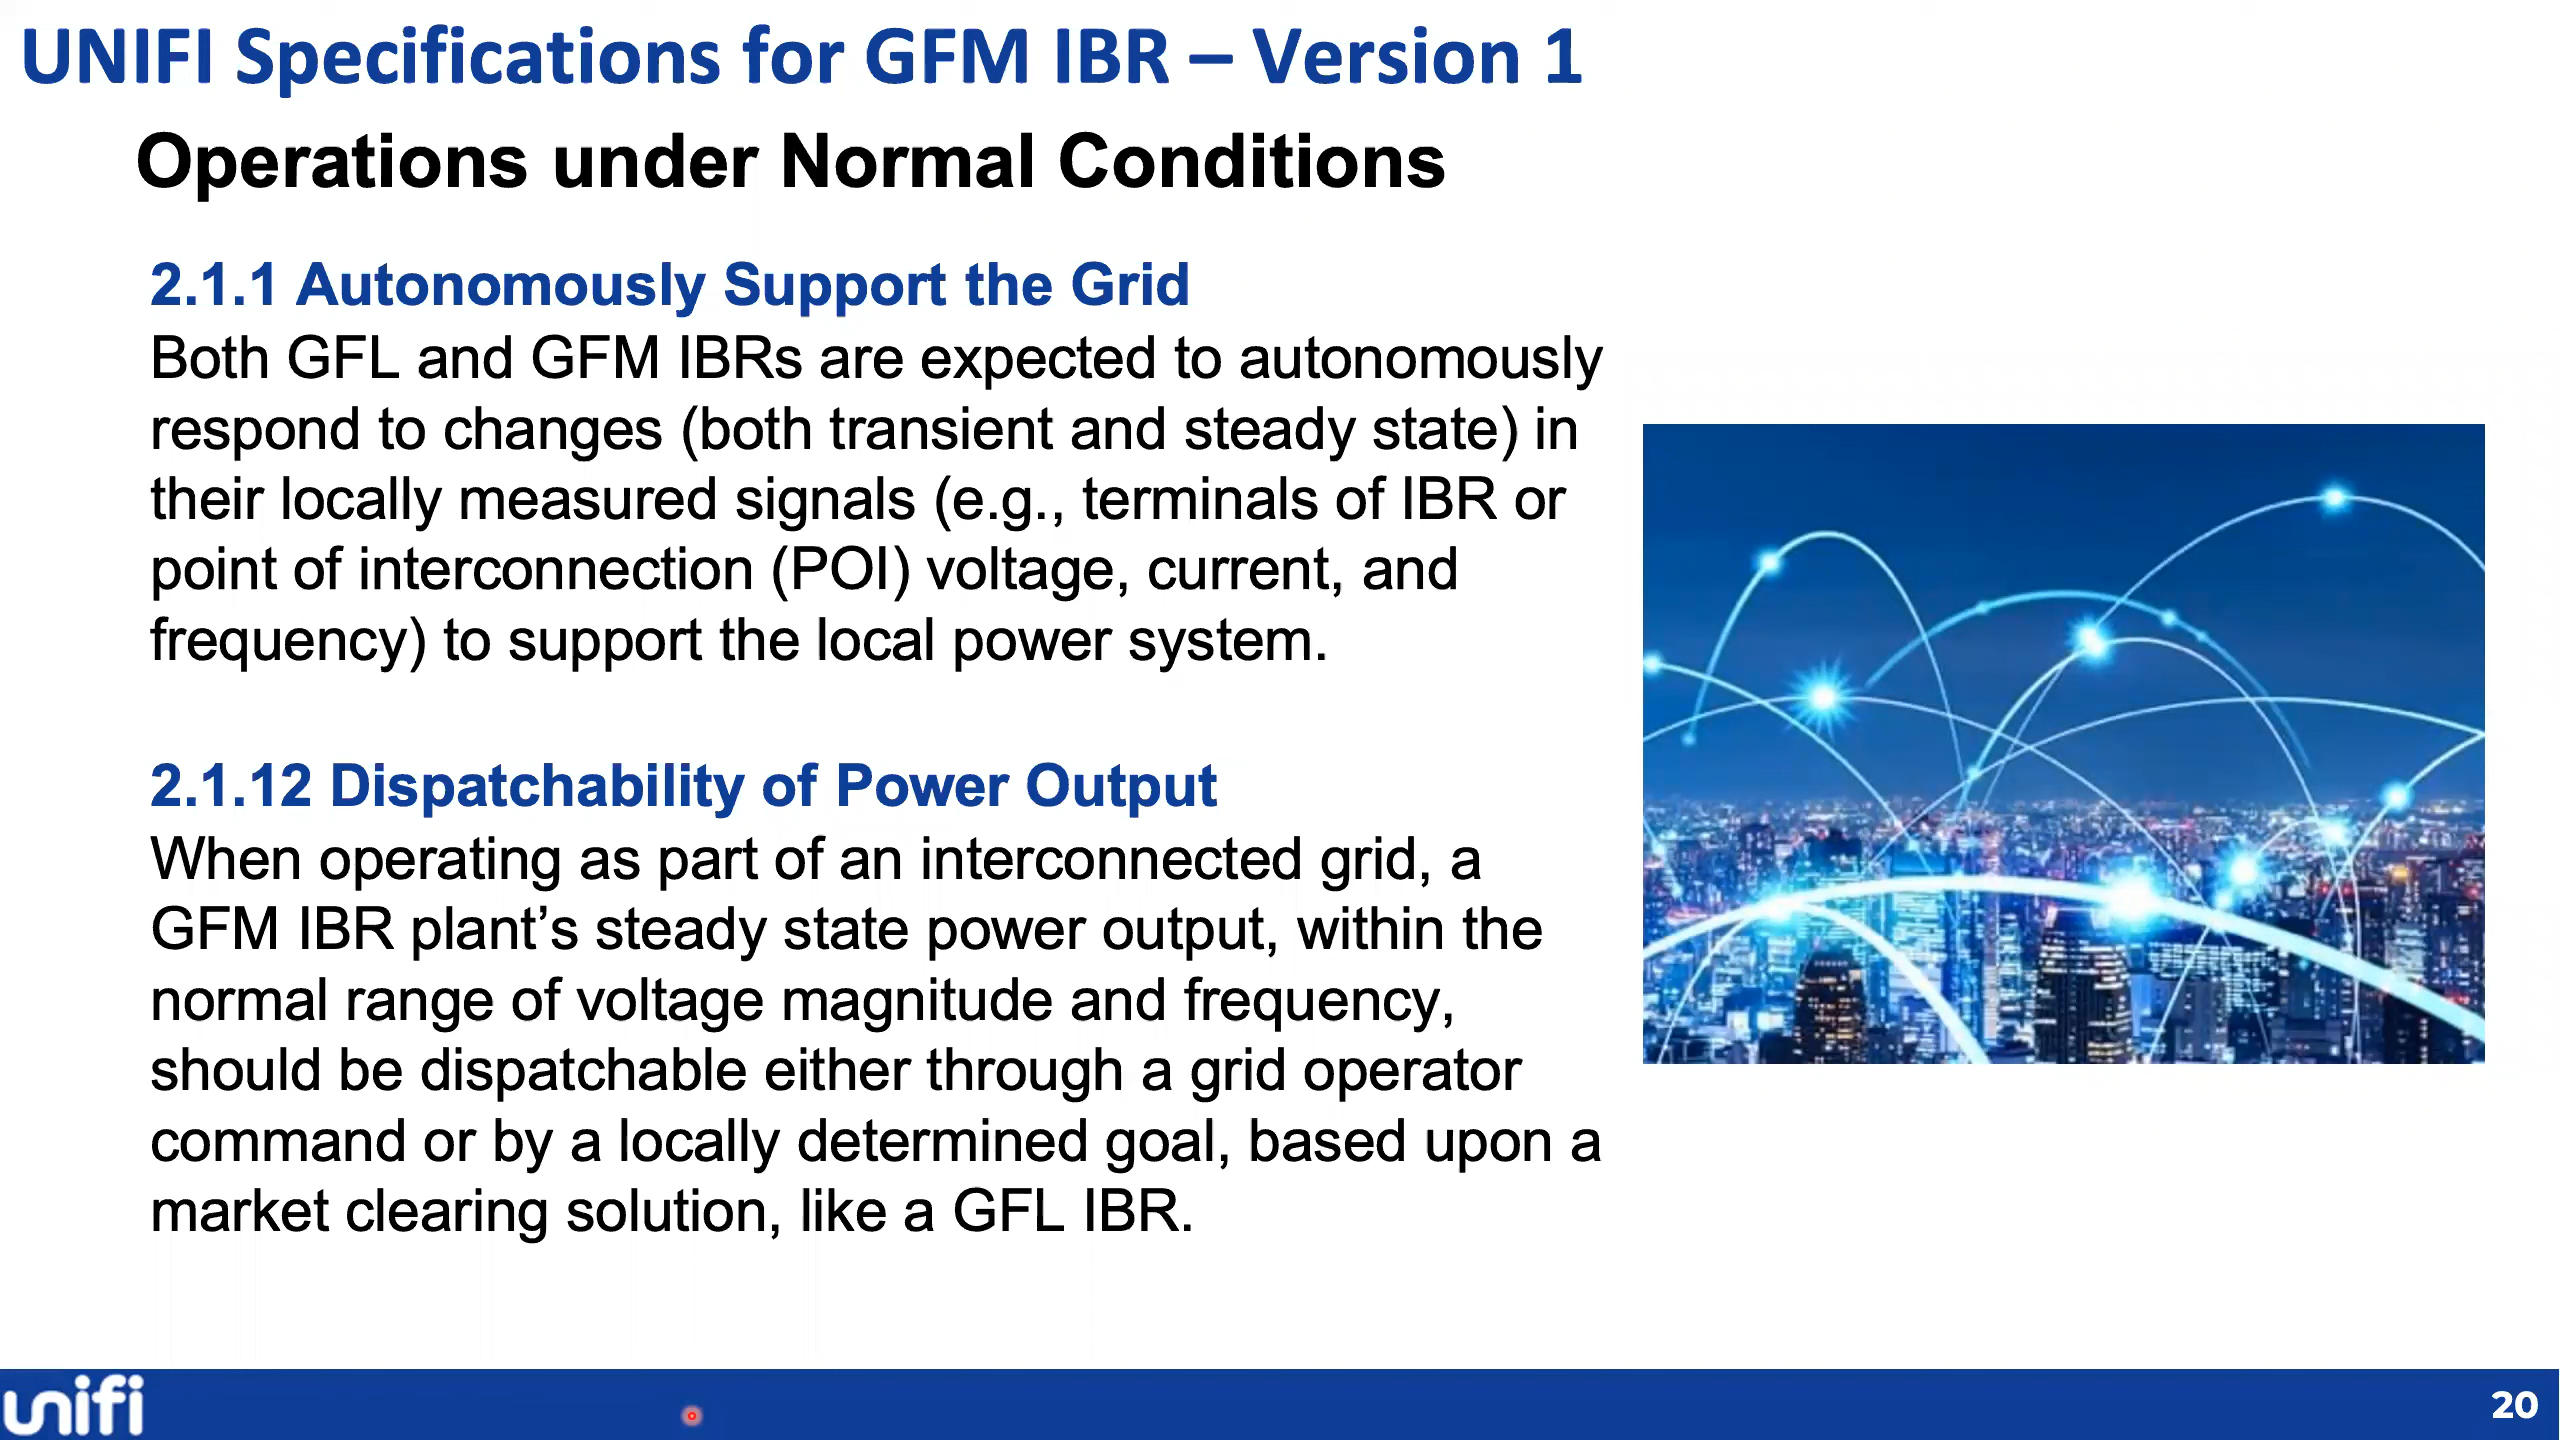 UNIFI Specifications for GFM IBR – Version 1
Operations under Normal Conditions
2.1.1 Autonomously Support the Grid
Both GFL and GFM IBRs are expected to autonomously
respond to changes (both transient and steady state) in
their locally measured signals (e.g., terminals of IBR or
point of interconnection (POI) voltage, current, and
frequency) to support the local power system.
2.1.12 Dispatchability of Power Output
When operating as part of an interconnected grid, a
GFM IBR plant’s steady state power output, within the
normal range of voltage magnitude and frequency,
should be dispatchable either through a grid operator
command or by a locally determined goal, based upon a
market clearing solution, like a GFL IBR.
unifi
20